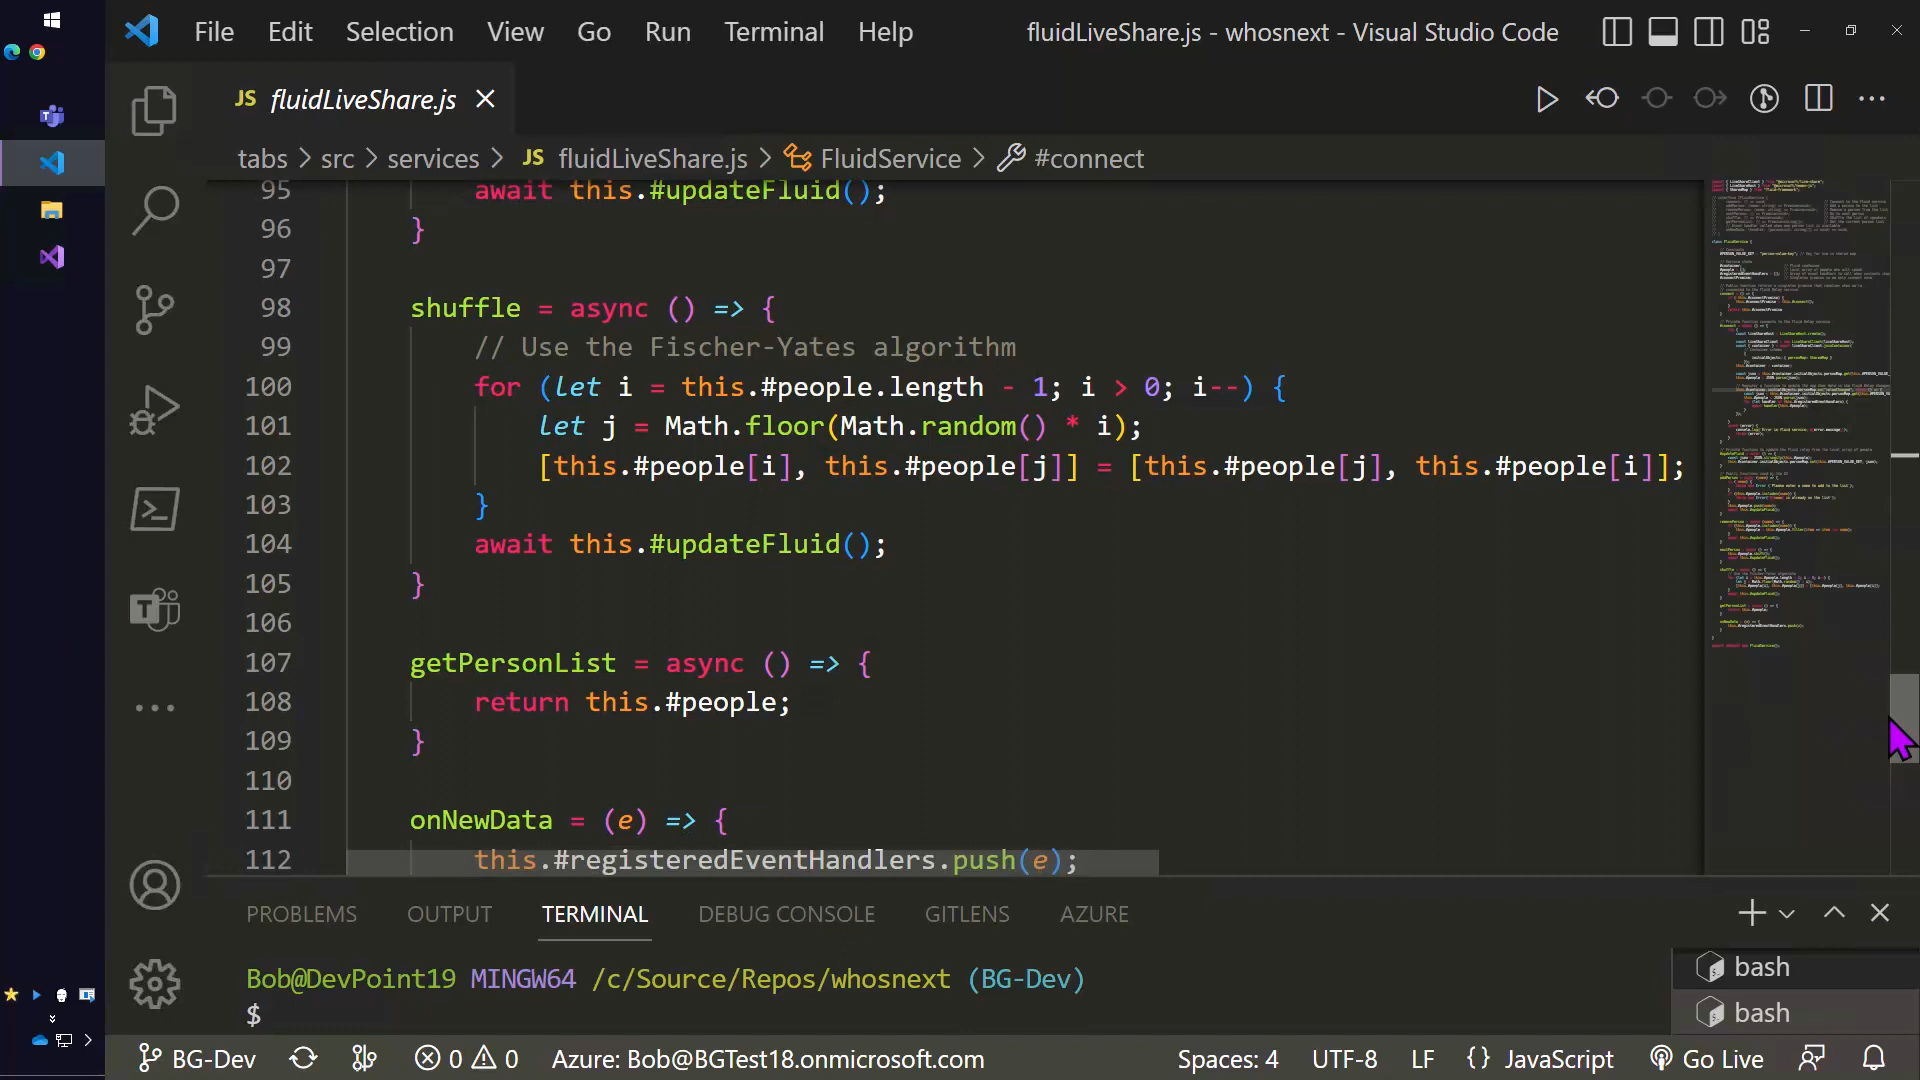 File Edit Selection View Go Run Terminal Help fluidLiveShare.js - whosnext - Visual Studio Code
JS fluidLiveShare.js
tabs > src > services > JS fluidLiveShare.js > FluidService > #connect
95 await this.#updateFluid();
96 }
97
98 shuffle = async () => {
99 // Use the Fischer-Yates algorithm
100 for (let i = this.#people.length - 1; i > 0; i--) {
101 let j = Math.floor(Math.random() * i);
102 [this.#people[i], this.#people[j]] = [this.#people[j], this.#people[i]];
103 }
104 await this.#updateFluid();
105 }
106
107 getPersonList = async () => {
108 return this.#people;
109 }
110
111 onNewData = (e) => {
112 this.#registeredEventHandlers.push(e);
PROBLEMS OUTPUT TERMINAL DEBUG CONSOLE GITLENS AZURE
Bob@DevPoint19 MINGW64 /c/Source/Repos/whosnext (BG-Dev)
$
bash
bash
BG-Dev 0 0 Azure: Bob@BGTest18.onmicrosoft.com Spaces: 4 UTF-8 LF {} JavaScript Go Live